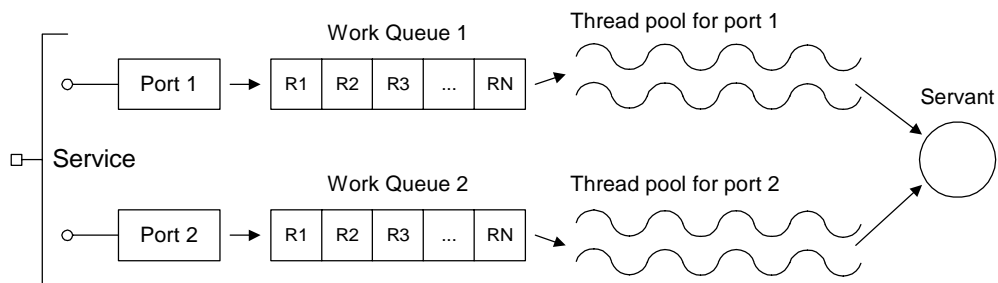 Work Queue 1
Thread pool for port 1
Port 1
R1 R2 R3 ... RN
Servant
Service
Work Queue 2
Thread pool for port 2
Port 2
R1 R2 R3 ... RN